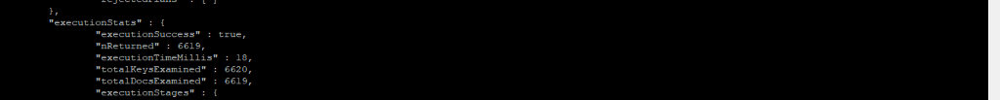 "rejectedPlans" : [ ]
},
"executionStats" : {
"executionSuccess" : true,
"nReturned" : 6619,
"executionTimeMillis" : 18,
"totalKeysExamined" : 6620,
"totalDocsExamined" : 6619,
"executionStages" : {